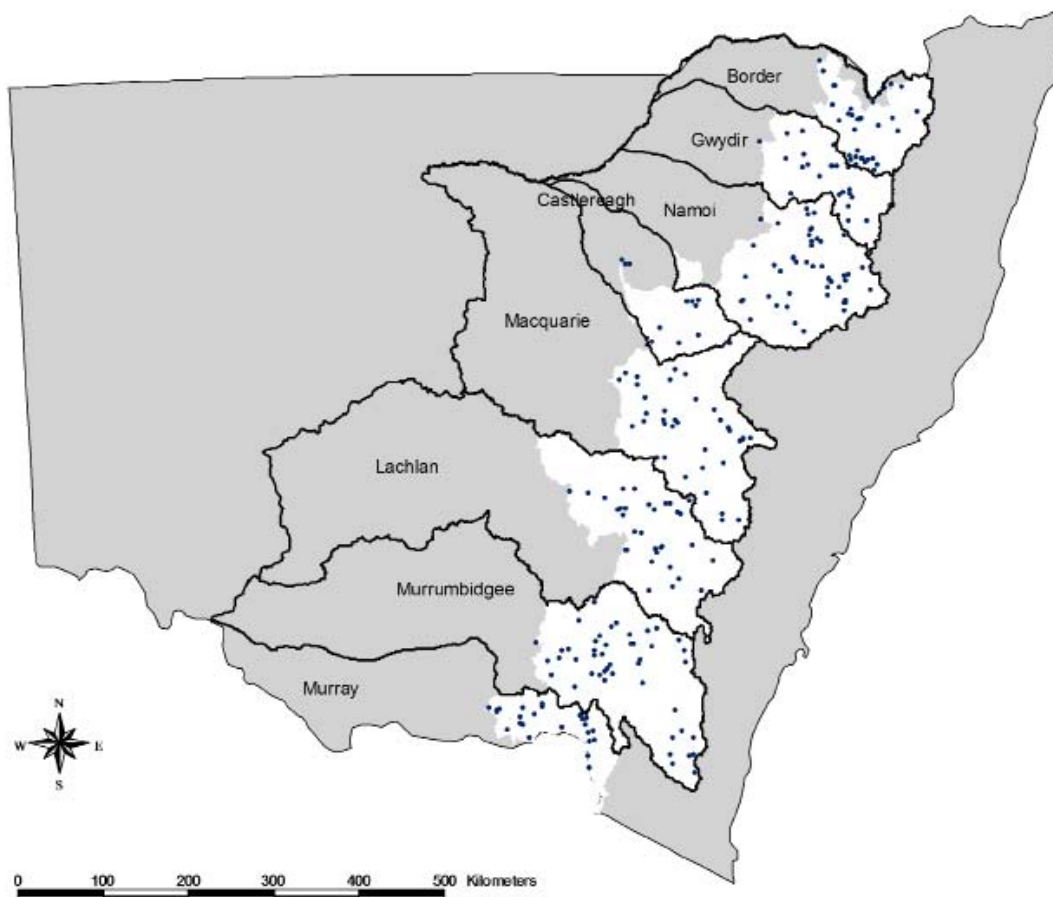 Border
Gwydir
Castlereagh
Namoi
Macquarie
Lachlan
Murrumbidgee
Murray
N
W E
S
0 100 200 300 400 500 Kilometers